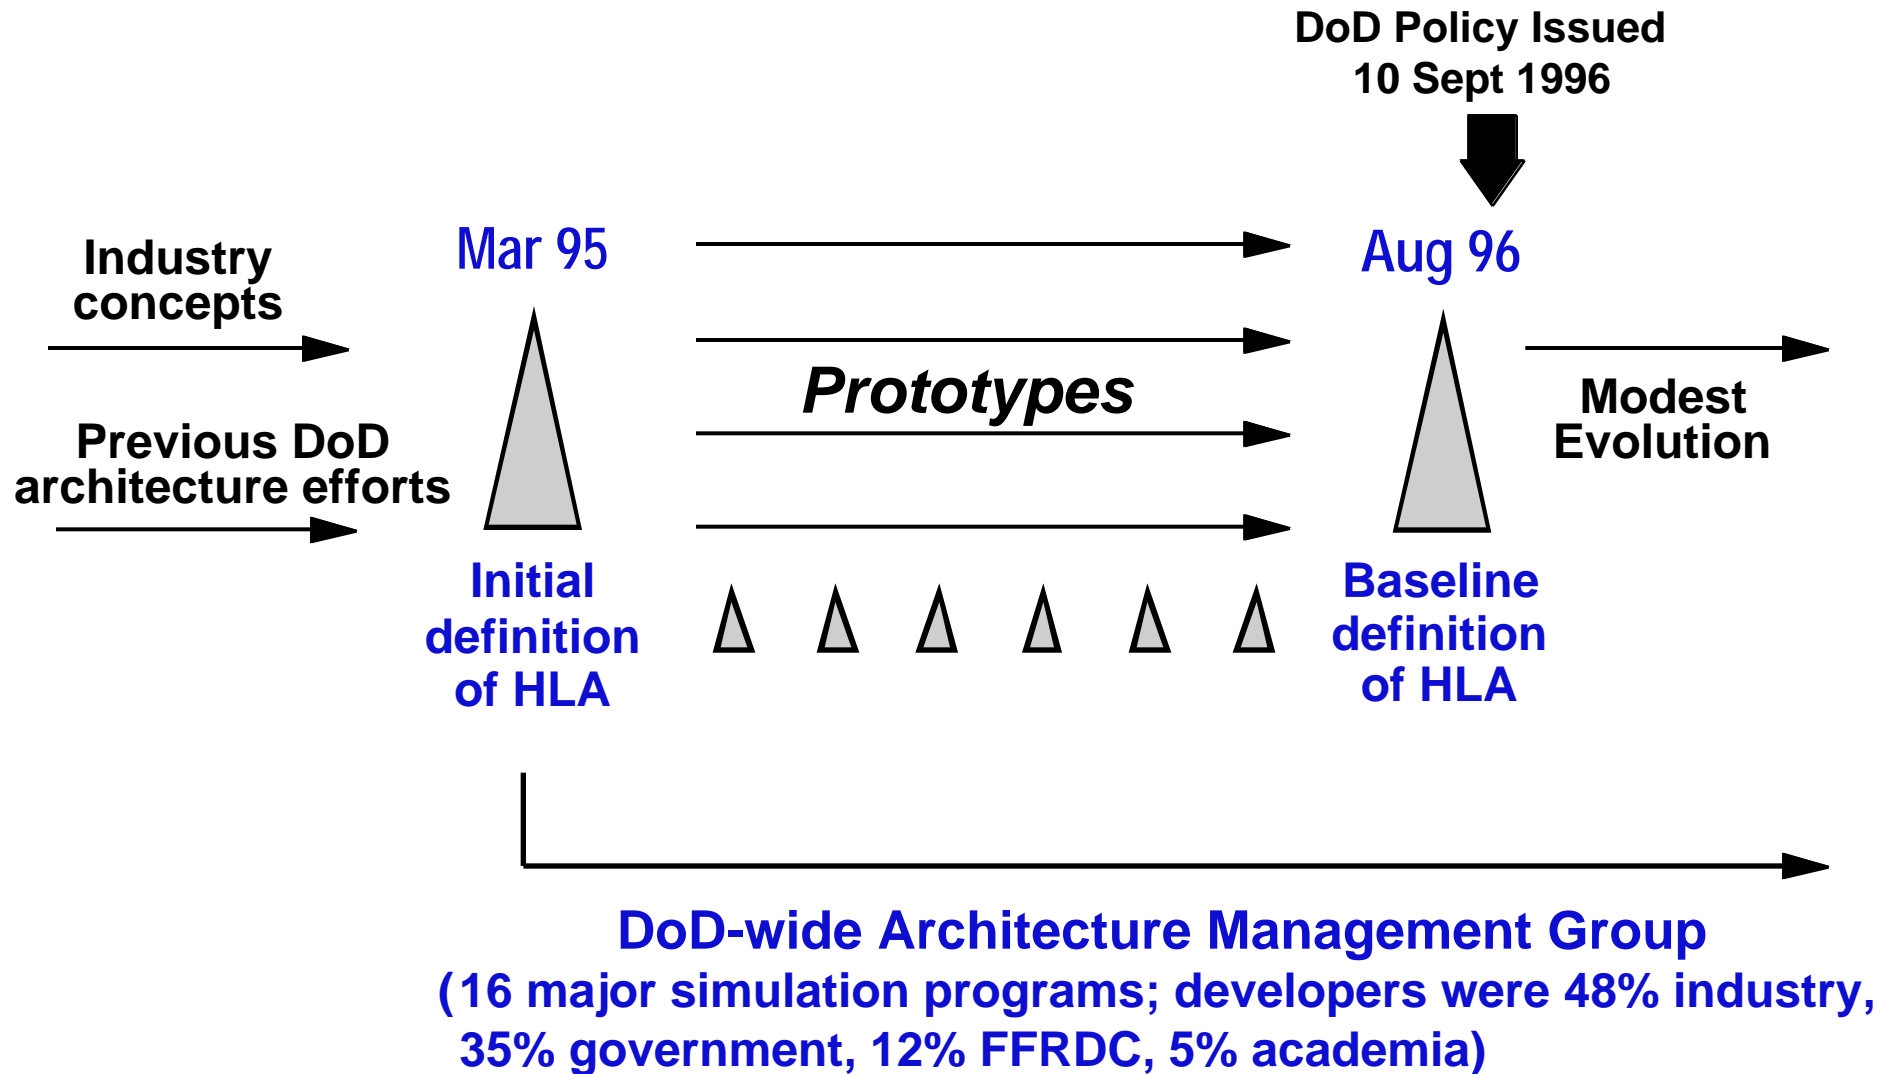 DoD Policy Issued
10 Sept 1996
Industry
concepts
Previous DoD
architecture efforts
Mar 95
Initial
definition
of HLA
Prototypes
Aug 96
Baseline
definition
of HLA
Modest
Evolution
DoD-wide Architecture Management Group
(16 major simulation programs; developers were 48% industry,
35% government, 12% FFRDC, 5% academia)